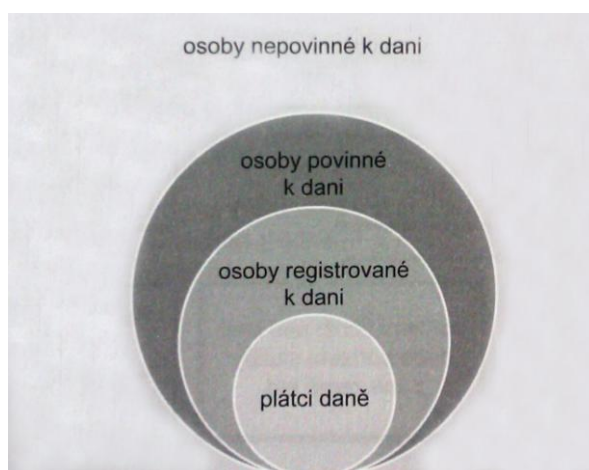 osoby nepovinné k dani
osoby povinné
k dani
osoby registrované
k dani
plátci daně